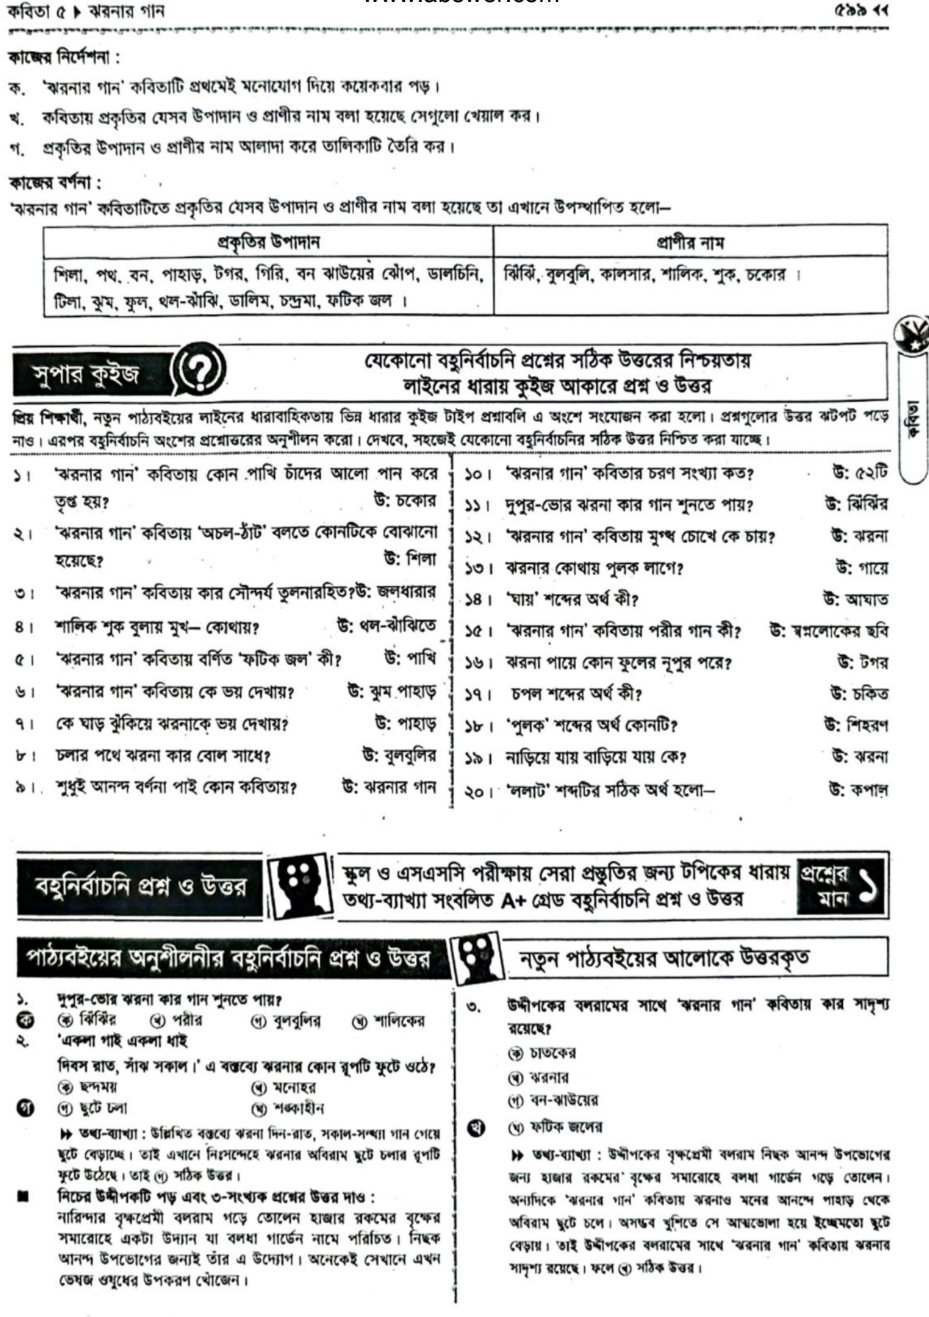 কবিতা ৫ ▶ ঝরনার গান
৫৯৯ ◀◀
কাজের নির্দেশনা :
ক. 'ঝরনার গান' কবিতাটি প্রথমেই মনোযোগ দিয়ে কয়েকবার পড়।
খ. কবিতায় প্রকৃতির যেসব উপাদান ও প্রাণীর নাম বলা হয়েছে সেগুলো খেয়াল কর।
গ. প্রকৃতির উপাদান ও প্রাণীর নাম আলাদা করে তালিকাটি তৈরি কর।
কাজের বর্ণনা :
'ঝরনার গান' কবিতাটিতে প্রকৃতির যেসব উপাদান ও প্রাণীর নাম বলা হয়েছে তা এখানে উপস্থাপিত হলো—
প্রকৃতির উপাদান
প্রাণীর নাম
শিলা, পথ, বন, পাহাড়, টগর, গিরি, বন ঝাউয়ের ঝোঁপ, ডালচিনি,
টিলা, ঝুম, ফুল, থল-ঝাঁঝি, ডালিম, চন্দ্রমা, ফটিক জল ।
ঝিঁঝিঁ, বুলবুলি, কালসার, শালিক, শুক, চকোর ।
সুপার কুইজ
যেকোনো বহুনির্বাচনি প্রশ্নের সঠিক উত্তরের নিশ্চয়তায়
লাইনের ধারায় কুইজ আকারে প্রশ্ন ও উত্তর
কবিতা
প্রিয় শিক্ষার্থী, নতুন পাঠ্যবইয়ের লাইনের ধারাবাহিকতায় ভিন্ন ধারার কুইজ টাইপ প্রশ্নাবলি এ অংশে সংযোজন করা হলো। প্রশ্নগুলোর উত্তর ঝটপট পড়ে
নাও। এরপর বহুনির্বাচনি অংশের প্রশ্নোত্তরের অনুশীলন করো। দেখবে, সহজেই যেকোনো বহুনির্বাচনির সঠিক উত্তর নিশ্চিত করা যাচ্ছে।
১। 'ঝরনার গান' কবিতায় কোন পাখি চাঁদের আলো পান করে
তৃপ্ত হয়? উ: চকোর
২। 'ঝরনার গান' কবিতায় 'অচল-ঠাট' বলতে কোনটিকে বোঝানো
হয়েছে? উ: শিলা
৩। 'ঝরনার গান' কবিতায় কার সৌন্দর্য তুলনারহিত? উ: জলধারার
৪। শালিক শুক বুলায় মুখ— কোথায়? উ: থল-ঝাঁঝিতে
৫। 'ঝরনার গান' কবিতায় বর্ণিত 'ফটিক জল' কী? উ: পাখি
৬। 'ঝরনার গান' কবিতায় কে ভয় দেখায়? উ: ঝুম পাহাড়
৭। কে ঘাড় ঝুঁকিয়ে ঝরনাকে ভয় দেখায়? উ: পাহাড়
৮। চলার পথে ঝরনা কার বোল সাধে? উ: বুলবুলির
৯। শুধুই আনন্দ বর্ণনা পাই কোন কবিতায়? উ: ঝরনার গান
১০। 'ঝরনার গান' কবিতার চরণ সংখ্যা কত? উ: ৫২টি
১১। দুপুর-ভোর ঝরনা কার গান শুনতে পায়? উ: ঝিঁঝিঁর
১২। 'ঝরনার গান' কবিতায় মুগ্ধ চোখে কে চায়? উ: ঝরনা
১৩। ঝরনার কোথায় পুলক লাগে? উ: গায়ে
১৪। 'ঘায়' শব্দের অর্থ কী? উ: আঘাত
১৫। 'ঝরনার গান' কবিতায় পরীর গান কী? উ: স্বপ্নলোকের ছবি
১৬। ঝরনা পায়ে কোন ফুলের নূপুর পরে? উ: টগর
১৭। চপল শব্দের অর্থ কী? উ: চকিত
১৮। 'পুলক' শব্দের অর্থ কোনটি? উ: শিহরণ
১৯। নাড়িয়ে যায় বাড়িয়ে যায় কে? উ: ঝরনা
২০। 'ললাট' শব্দটির সঠিক অর্থ হলো— উ: কপাল
বহুনির্বাচনি প্রশ্ন ও উত্তর
স্কুল ও এসএসসি পরীক্ষায় সেরা প্রস্তুতির জন্য টপিকের ধারায়
তথ্য-ব্যাখ্যা সংবলিত A+ গ্রেড বহুনির্বাচনি প্রশ্ন ও উত্তর
প্রশ্নের মান ১
পাঠ্যবইয়ের অনুশীলনীর বহুনির্বাচনি প্রশ্ন ও উত্তর
নতুন পাঠ্যবইয়ের আলোকে উত্তরকৃত
১. দুপুর-ভোর ঝরনা কার গান শুনতে পায়?
ক ⓚ ঝিঁঝির (খ) পরীর (গ) বুলবুলির (ঘ) শালিকের
২. 'একলা গাই একলা ধাই
দিবস রাত, সাঁঝ সকাল।' এ বক্তব্যে ঝরনার কোন রূপটি ফুটে ওঠে?
(ক) ছন্দময় (খ) মনোহর
গ (গ) ছুটে চলা (ঘ) শঙ্কাহীন
▶▶ তথ্য-ব্যাখ্যা : উল্লিখিত বক্তব্যে ঝরনা দিন-রাত, সকাল-সন্ধ্যা গান গেয়ে
ছুটে বেড়াচ্ছে। তাই এখানে নিঃসন্দেহে ঝরনার অবিরাম ছুটে চলার রূপটি
ফুটে উঠেছে। তাই (গ) সঠিক উত্তর।
■ নিচের উদ্দীপকটি পড় এবং ৩-সংখ্যক প্রশ্নের উত্তর দাও :
নারিন্দার বৃক্ষপ্রেমী বলরাম গড়ে তোলেন হাজার রকমের বৃক্ষের
সমারোহে একটা উদ্যান যা বলধা গার্ডেন নামে পরিচিত। নিছক
আনন্দ উপভোগের জন্যই তাঁর এ উদ্যোগ। অনেকেই সেখানে এখন
ভেষজ ওষুধের উপকরণ খোঁজেন।
৩. উদ্দীপকের বলরামের সাথে 'ঝরনার গান' কবিতায় কার সাদৃশ্য
রয়েছে?
(ক) চাতকের
(খ) ঝরনার
(গ) বন-ঝাউয়ের
খ (ঘ) ফটিক জলের
▶▶ তথ্য-ব্যাখ্যা : উদ্দীপকের বৃক্ষপ্রেমী বলরাম নিছক আনন্দ উপভোগের
জন্য হাজার রকমের বৃক্ষের সমারোহে বলধা গার্ডেন গড়ে তোলেন।
অন্যদিকে 'ঝরনার গান' কবিতায় ঝরনাও মনের আনন্দে পাহাড় থেকে
অবিরাম ছুটে চলে। অসম্ভব খুশিতে সে আত্মভোলা হয়ে ইচ্ছেমতো ছুটে
বেড়ায়। তাই উদ্দীপকের বলরামের সাথে 'ঝরনার গান' কবিতায় ঝরনার
সাদৃশ্য রয়েছে। ফলে (খ) সঠিক উত্তর।